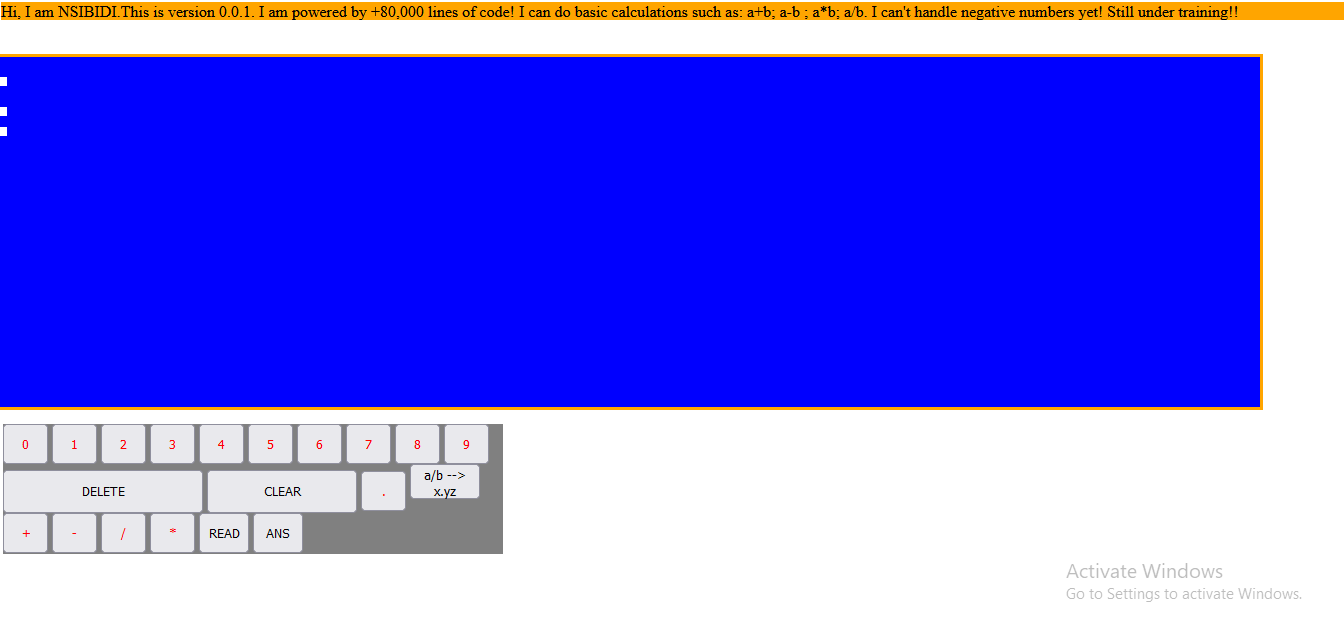 Hi, I am NSIBIDI.This is version 0.0.1. I am powered by +80,000 lines of code! I can do basic calculations such as: a+b; a-b ; a*b; a/b. I can't handle negative numbers yet! Still under training!!
0 1 2 3 4 5 6 7 8 9
DELETE CLEAR . a/b -->
x.yz
+ - / * READ ANS
Activate Windows
Go to Settings to activate Windows.